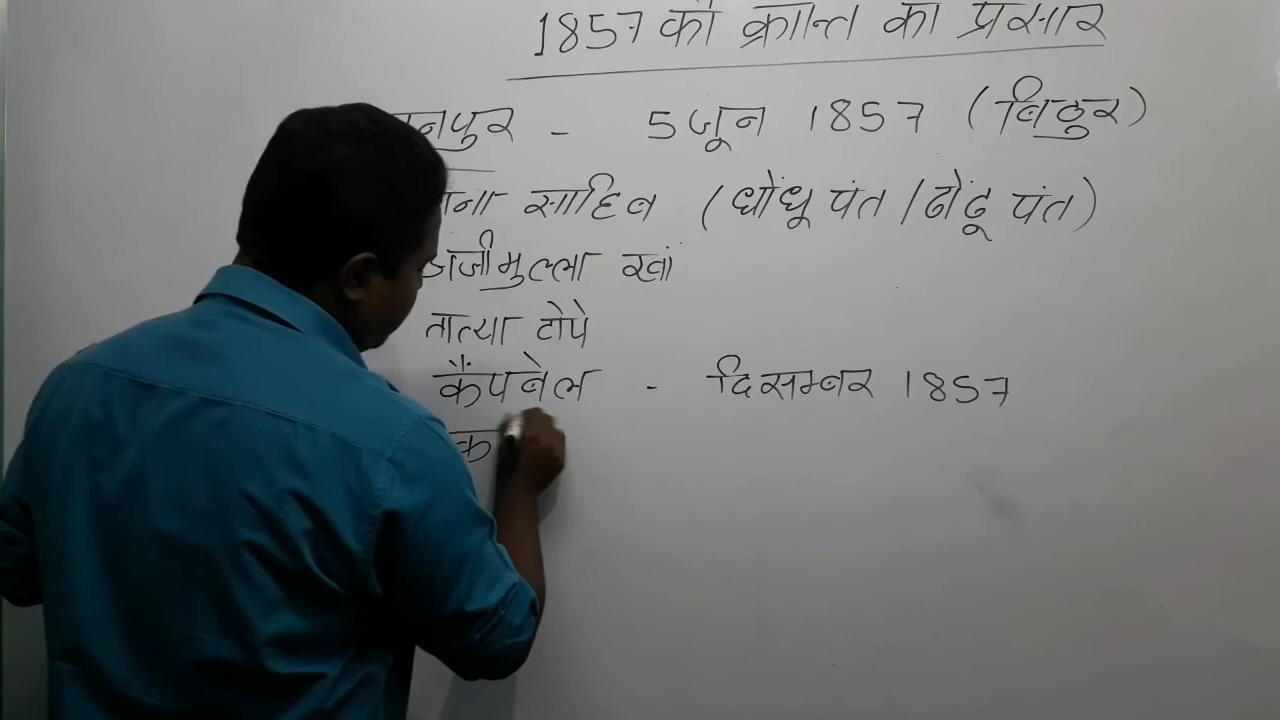 1857 की क्रान्ति का प्रसार
नपुर - 5 जून 1857 (बिठुर)
ना साहिब (धोंधू पंत / ढोंढू पंत)
अजीमुल्ला खां
तात्या टोपे
कैंपबेल - दिसम्बर 1857
क